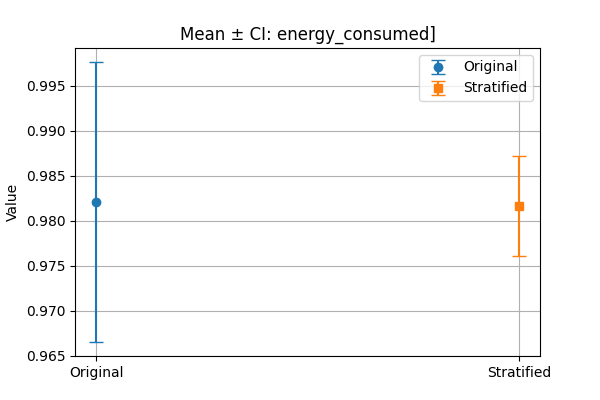 Mean ± CI: energy_consumed]
Original
Stratified
Value
0.995
0.990
0.985
0.980
0.975
0.970
0.965
Original
Stratified